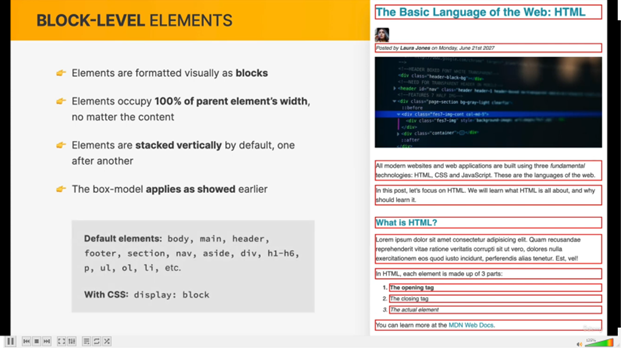 BLOCK-LEVEL ELEMENTS
Elements are formatted visually as blocks
Elements occupy 100% of parent element's width,
no matter the content
Elements are stacked vertically by default, one
after another
The box-model applies as showed earlier
Default elements: body, main, header,
footer, section, nav, aside, div, h1-h6,
p, ul, ol, li, etc.
With CSS: display: block
The Basic Language of the Web: HTML
Posted by Laura Jones on Monday, June 21st 2027
All modern websites and web applications are built using three fundamental
technologies: HTML, CSS and JavaScript. These are the languages of the web.
In this post, let's focus on HTML. We will learn what HTML is all about, and why
should learn it.
What is HTML?
Lorem ipsum dolor sit amet consectetur adipisicing elit. Quam recusandae
reprehenderit vitae ratione veritatis corrupti sit ut vero, dolores nulla
exercitationem eos quod iusto incidunt, perferendis alias tenetur. Est, vel!
In HTML, each element is made up of 3 parts:
1. The opening tag
2. The closing tag
3. The actual element
You can learn more at the MDN Web Docs.